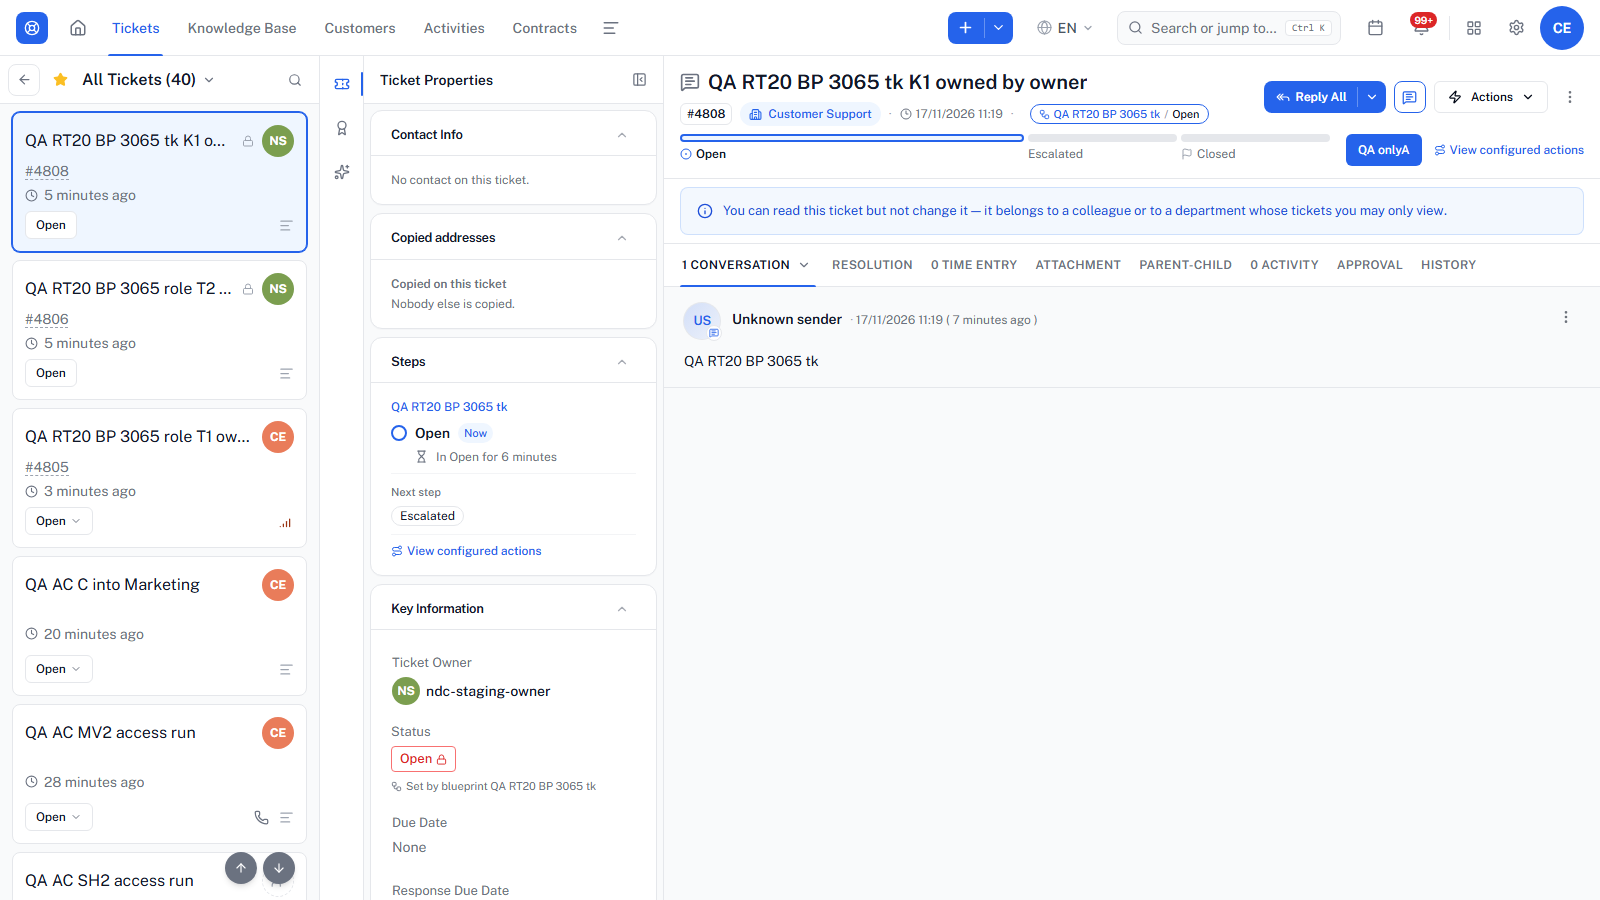 Tickets
Knowledge Base
Customers
Activities
Contracts
EN
Search or jump to...
Ctrl K
99+
CE
All Tickets (40)
QA RT20 BP 3065 tk K1 o...
NS
#4808
5 minutes ago
Open
QA RT20 BP 3065 role T2 ...
NS
#4806
5 minutes ago
Open
QA RT20 BP 3065 role T1 ow...
CE
#4805
3 minutes ago
Open
QA AC C into Marketing
CE
20 minutes ago
Open
QA AC MV2 access run
CE
28 minutes ago
Open
QA AC SH2 access run
Ticket Properties
Contact Info
No contact on this ticket.
Copied addresses
Copied on this ticket
Nobody else is copied.
Steps
QA RT20 BP 3065 tk
Open Now
In Open for 6 minutes
Next step
Escalated
View configured actions
Key Information
Ticket Owner
NS ndc-staging-owner
Status
Open
Set by blueprint QA RT20 BP 3065 tk
Due Date
None
Response Due Date
QA RT20 BP 3065 tk K1 owned by owner
#4808 Customer Support · 17/11/2026 11:19 · QA RT20 BP 3065 tk / Open
Open
Escalated
Closed
Reply All
Actions
QA onlyA
View configured actions
You can read this ticket but not change it — it belongs to a colleague or to a department whose tickets you may only view.
1 CONVERSATION
RESOLUTION
0 TIME ENTRY
ATTACHMENT
PARENT-CHILD
0 ACTIVITY
APPROVAL
HISTORY
US
Unknown sender · 17/11/2026 11:19 ( 7 minutes ago )
QA RT20 BP 3065 tk